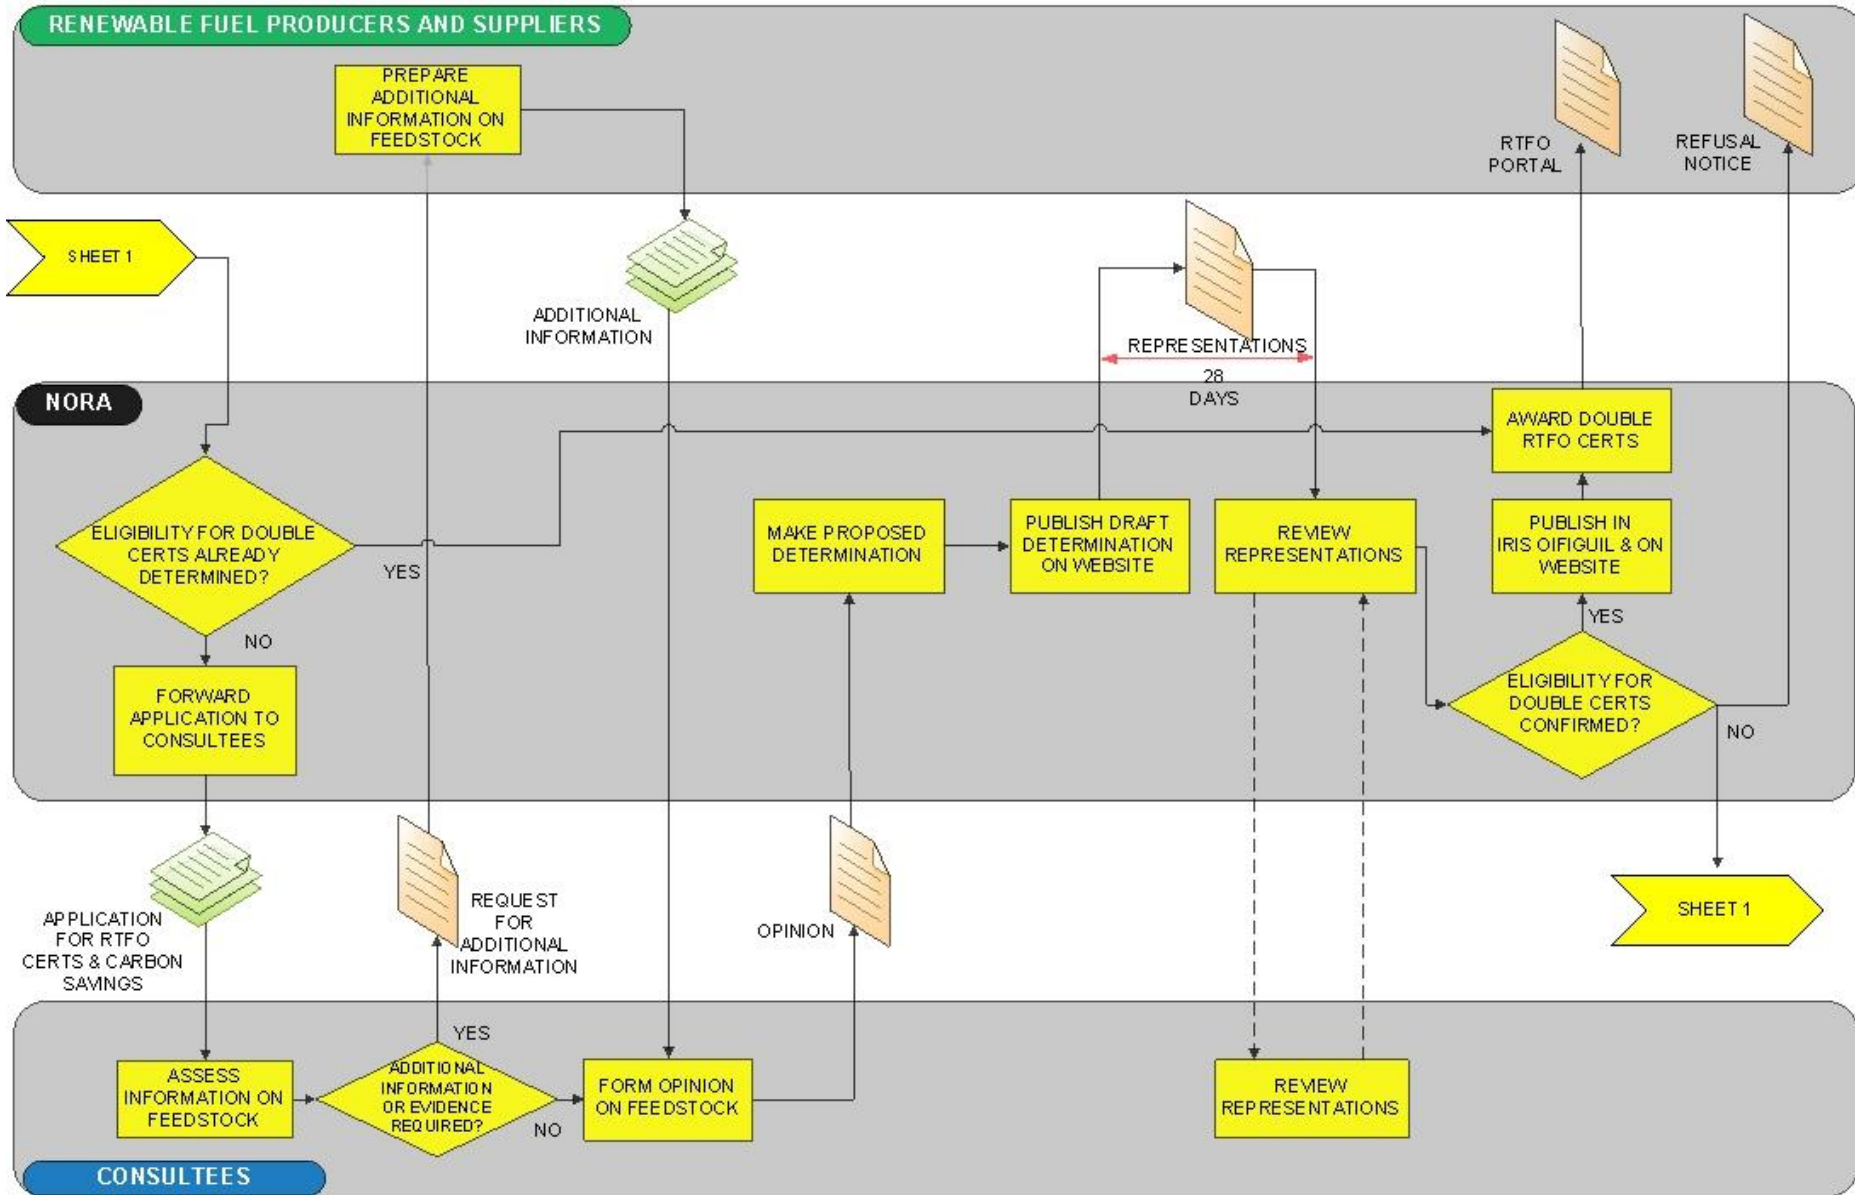 RENEWABLE FUEL PRODUCERS AND SUPPLIERS
PREPARE
ADDITIONAL
INFORMATION ON
FEEDSTOCK
RTFO
PORTAL
REFUSAL
NOTICE
SHEET 1
ADDITIONAL
INFORMATION
REPRESENTATIONS
28
DAYS
NORA
AWARD DOUBLE
RTFO CERTS
ELIGIBILITY FOR DOUBLE
CERTS ALREADY
DETERMINED?
YES
NO
MAKE PROPOSED
DETERMINATION
PUBLISH DRAFT
DETERMINATION
ON WEBSITE
REVIEW
REPRESENTATIONS
PUBLISH IN
IRIS OIFIGUIL & ON
WEBSITE
YES
ELIGIBILITY FOR
DOUBLE CERTS
CONFIRMED?
NO
FORWARD
APPLICATION TO
CONSULTEES
APPLICATION
FOR RTFO
CERTS & CARBON
SAVINGS
REQUEST
FOR
ADDITIONAL
INFORMATION
OPINION
SHEET 1
ASSESS
INFORMATION ON
FEEDSTOCK
YES
ADDITIONAL
INFORMATION
OR EVIDENCE
REQUIRED?
NO
FORM OPINION
ON FEEDSTOCK
REVIEW
REPRESENTATIONS
CONSULTEES